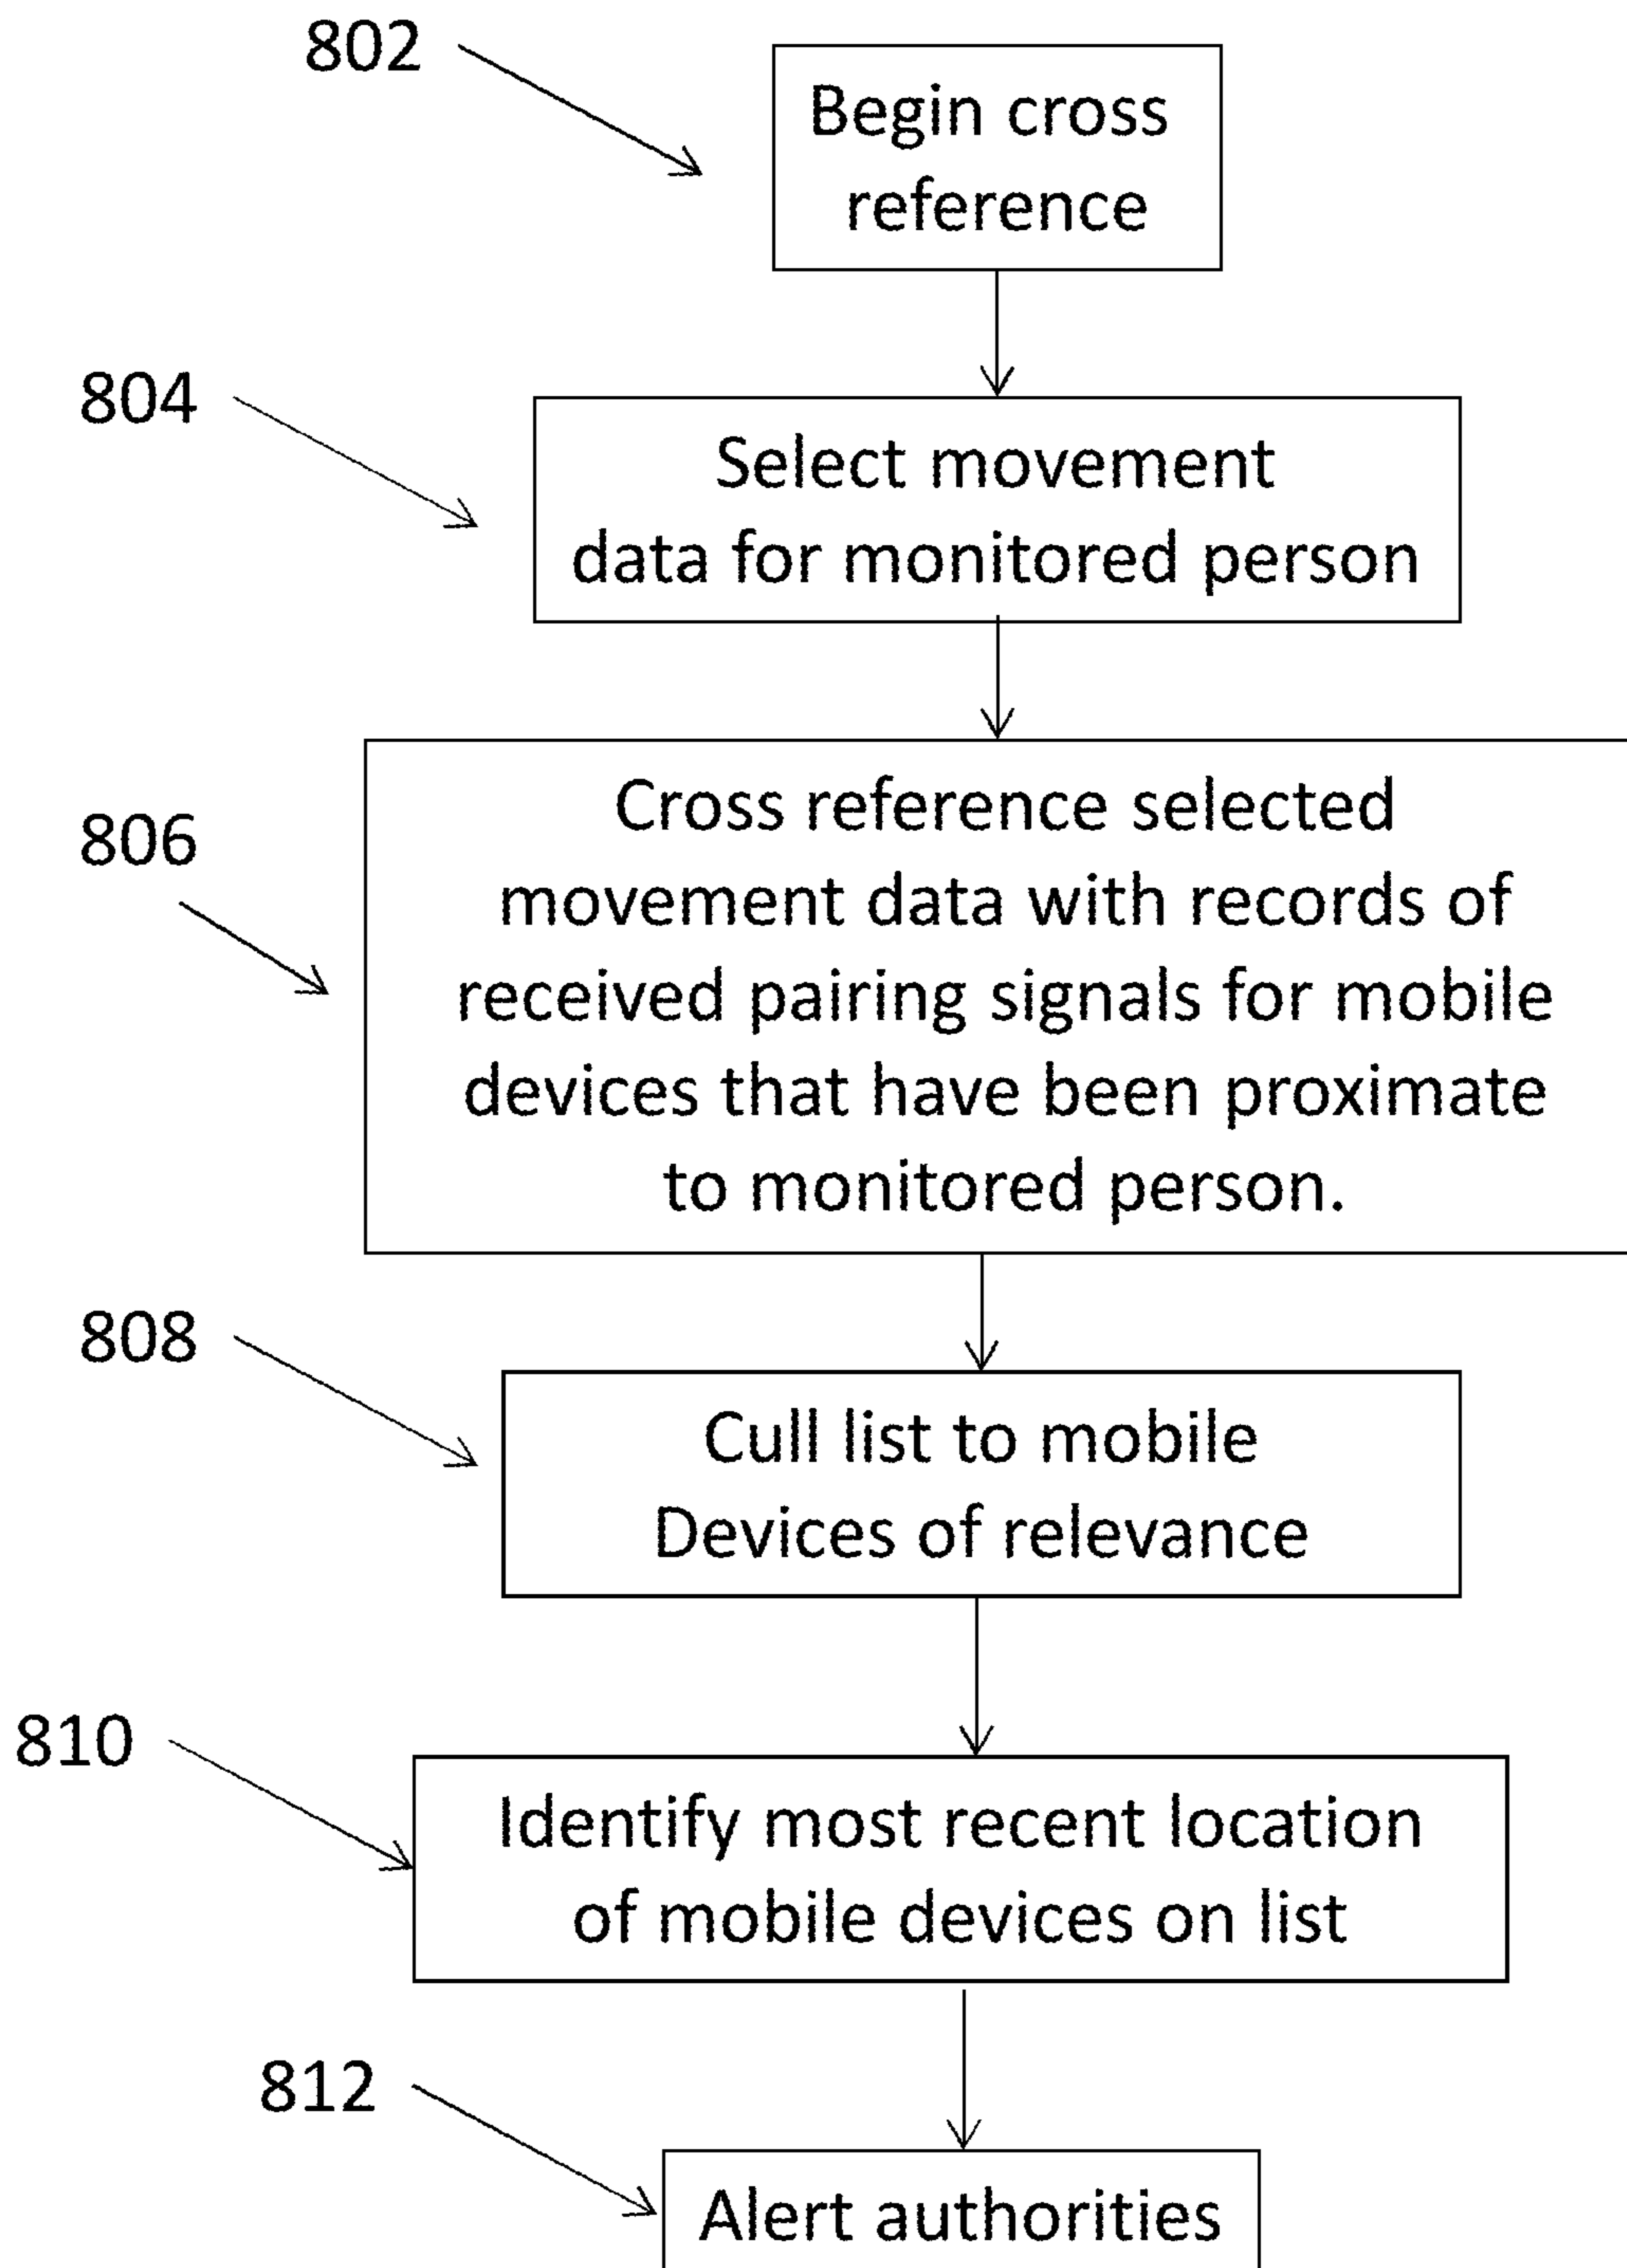 802
Begin cross
reference
804
Select movement
data for monitored person
806
Cross reference selected
movement data with records of
received pairing signals for mobile
devices that have been proximate
to monitored person.
808
Cull list to mobile
Devices of relevance
810
Identify most recent location
of mobile devices on list
812
Alert authorities